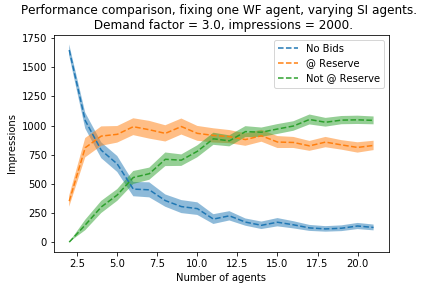 Performance comparison, fixing one WF agent, varying SI agents.
Demand factor = 3.0, impressions = 2000.
No Bids
@ Reserve
Not @ Reserve
Impressions
1750
1500
1250
1000
750
500
250
0
2.5 5.0 7.5 10.0 12.5 15.0 17.5 20.0
Number of agents